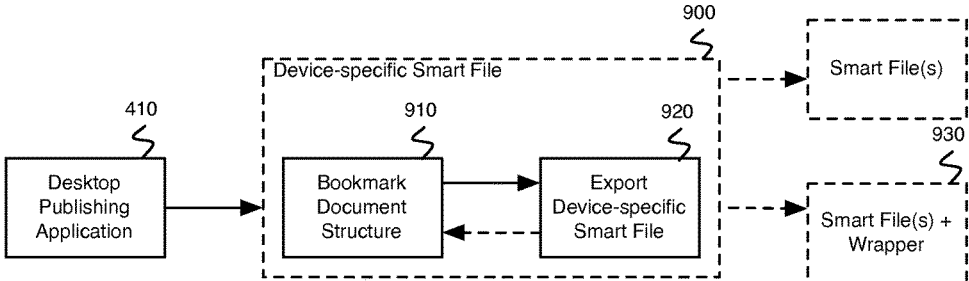 900
Device-specific Smart File
Smart File(s)
410
910
920
930
Desktop
Publishing
Application
Bookmark
Document
Structure
Export
Device-specific
Smart File
Smart File(s) +
Wrapper